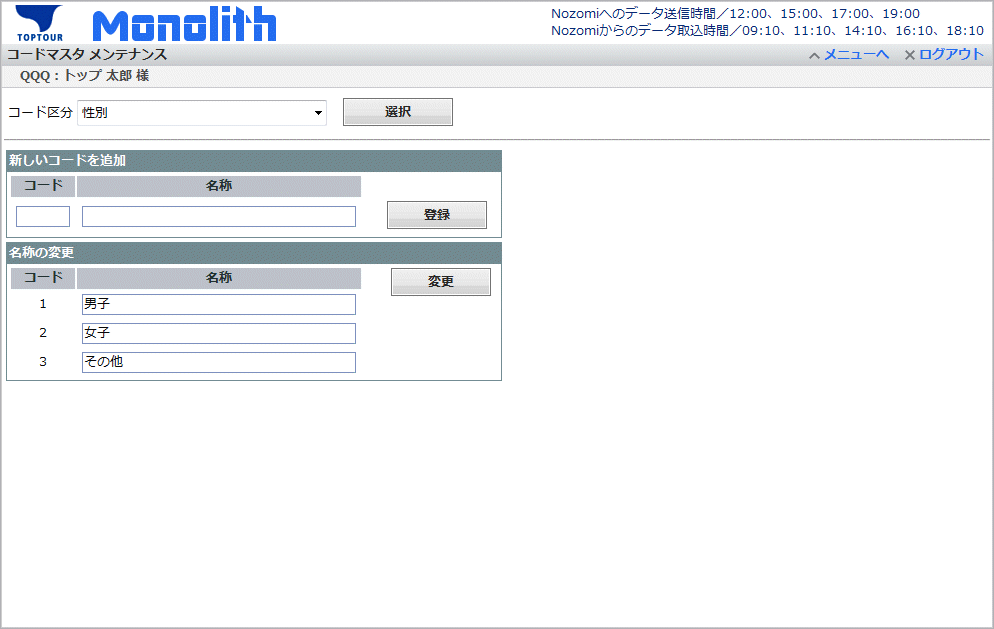 TOPTOUR
Monolith
Nozomiへのデータ送信時間／12:00、15:00、17:00、19:00
Nozomiからのデータ取込時間／09:10、11:10、14:10、16:10、18:10
コードマスタ メンテナンス メニューへ ログアウト
QQQ：トップ 太郎 様
コード区分 性別 選択
新しいコードを追加
コード 名称
登録
名称の変更
コード 名称 変更
1 男子
2 女子
3 その他